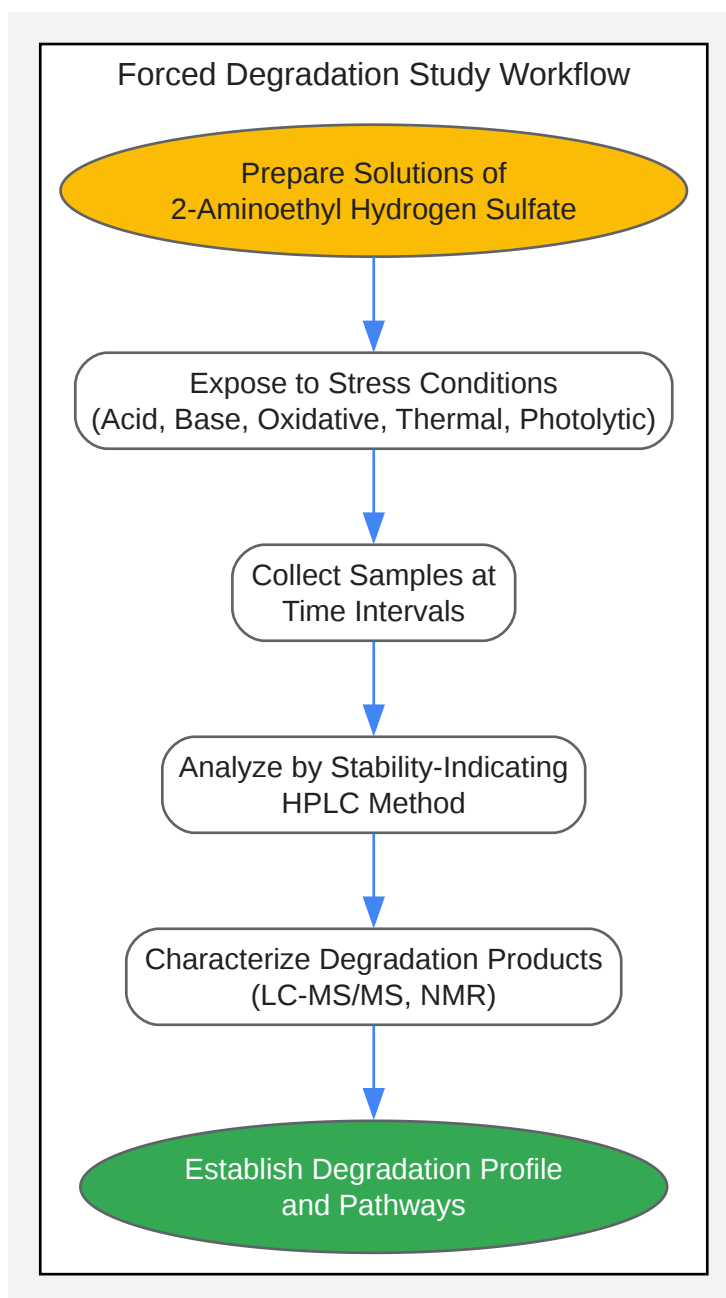 Forced Degradation Study Workflow
Prepare Solutions of
2-Aminoethyl Hydrogen Sulfate
Expose to Stress Conditions
(Acid, Base, Oxidative, Thermal, Photolytic)
Collect Samples at
Time Intervals
Analyze by Stability-Indicating
HPLC Method
Characterize Degradation Products
(LC-MS/MS, NMR)
Establish Degradation Profile
and Pathways